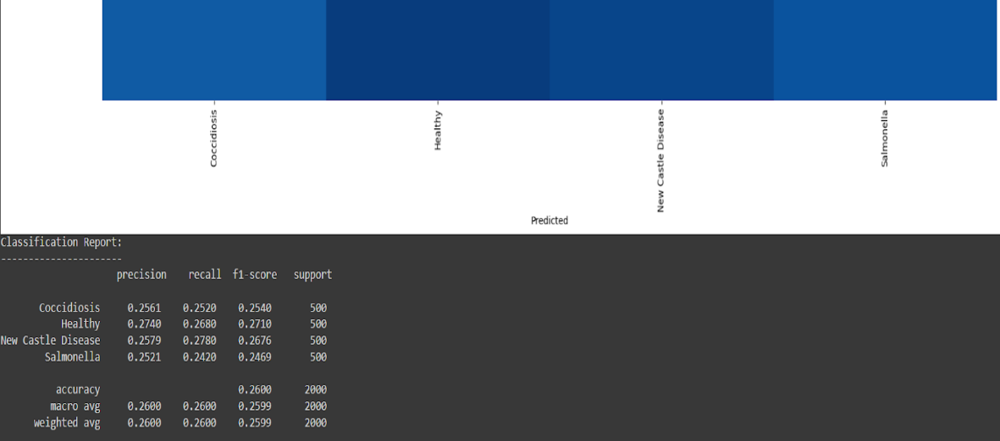 Coccidiosis
Healthy
New Castle Disease
Salmonella
Predicted
Classification Report:
----------------------
precision recall f1-score support
Coccidiosis 0.2561 0.2520 0.2540 500
Healthy 0.2740 0.2680 0.2710 500
New Castle Disease 0.2579 0.2780 0.2676 500
Salmonella 0.2521 0.2420 0.2469 500
accuracy 0.2600 2000
macro avg 0.2600 0.2600 0.2599 2000
weighted avg 0.2600 0.2600 0.2599 2000